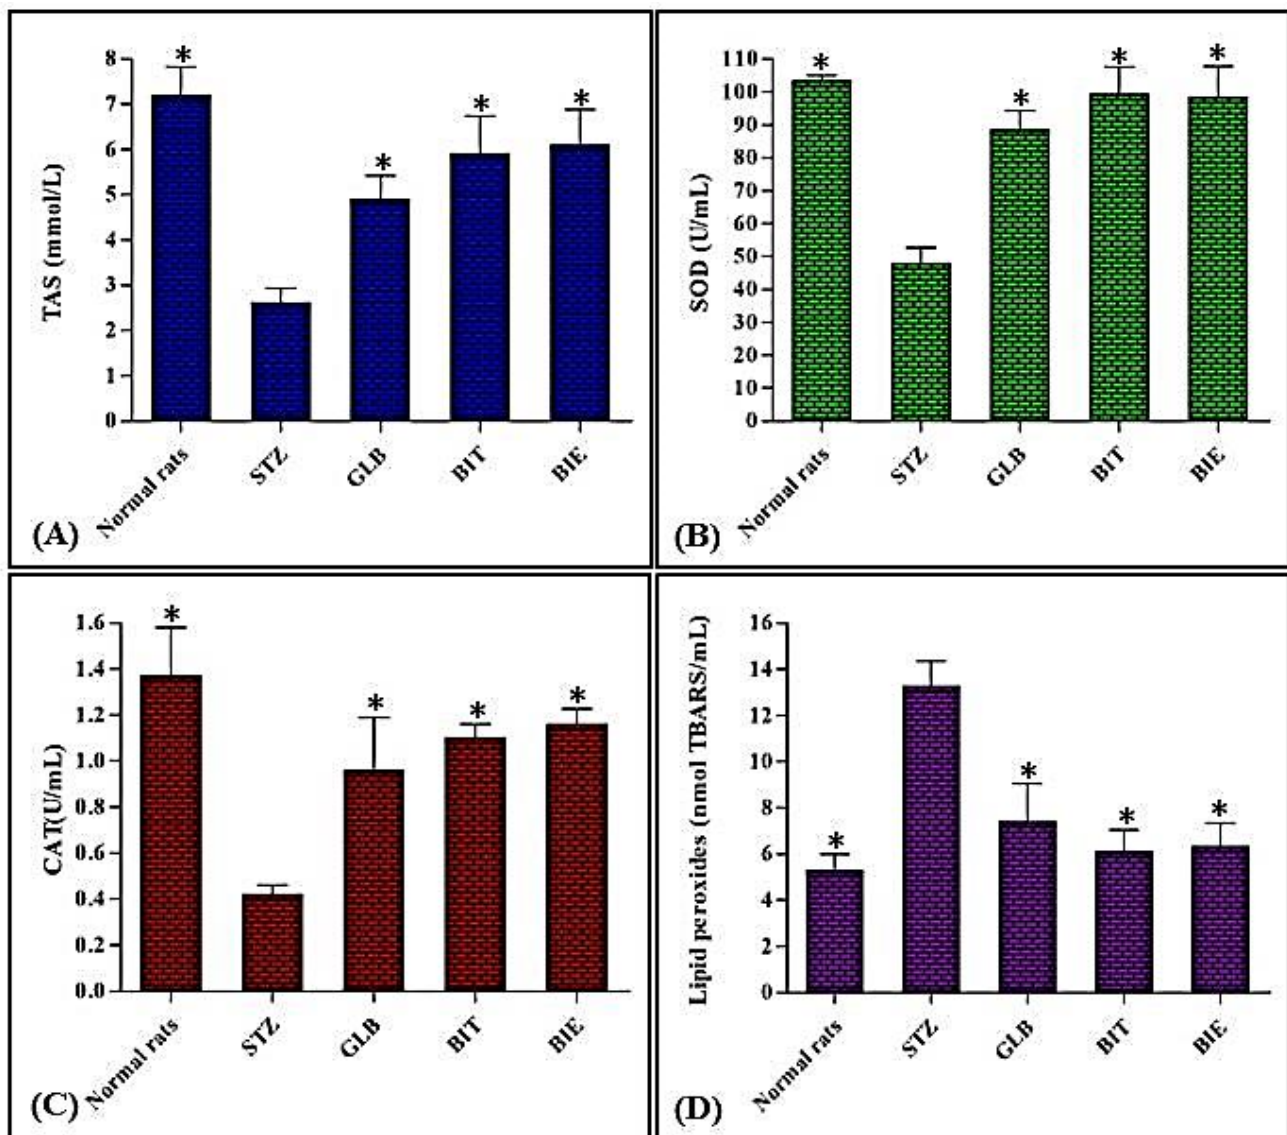 TAS (mmol/L)
8
7
6
5
4
3
2
1
0
*
*
*
*
Normal rats
STZ
GLB
BIT
BIE
(A)
SOD (U/mL)
110
100
90
80
70
60
50
40
30
20
10
0
*
*
*
*
Normal rats
STZ
GLB
BIT
BIE
(B)
CAT(U/mL)
1.6
1.4
1.2
1.0
0.8
0.6
0.4
0.2
0.0
*
*
*
*
Normal rats
STZ
GLB
BIT
BIE
(C)
Lipid peroxides (nmol TBARS/mL)
16
14
12
10
8
6
4
2
0
*
*
*
*
Normal rats
STZ
GLB
BIT
BIE
(D)